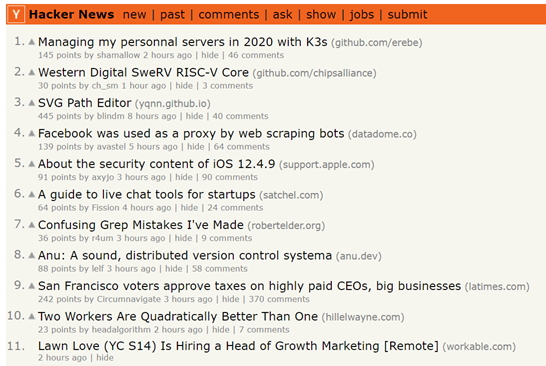 Y Hacker News new | past | comments | ask | show | jobs | submit
1. Managing my personnal servers in 2020 with K3s (github.com/erebe)
145 points by shamallow 2 hours ago | hide | 46 comments
2. Western Digital SweRV RISC-V Core (github.com/chipsalliance)
30 points by ch_sm 1 hour ago | hide | 3 comments
3. SVG Path Editor (yqnn.github.io)
445 points by blindm 8 hours ago | hide | 40 comments
4. Facebook was used as a proxy by web scraping bots (datadome.co)
139 points by avastel 5 hours ago | hide | 64 comments
5. About the security content of iOS 12.4.9 (support.apple.com)
91 points by axyjo 3 hours ago | hide | 90 comments
6. A guide to live chat tools for startups (satchel.com)
64 points by Fission 4 hours ago | hide | 24 comments
7. Confusing Grep Mistakes I've Made (robertelder.org)
36 points by r4um 3 hours ago | hide | 9 comments
8. Anu: A sound, distributed version control systema (anu.dev)
88 points by lelf 3 hours ago | hide | 58 comments
9. San Francisco voters approve taxes on highly paid CEOs, big businesses (latimes.com)
242 points by Circumnavigate 3 hours ago | hide | 370 comments
10. Two Workers Are Quadratically Better Than One (hillelwayne.com)
23 points by headalgorithm 2 hours ago | hide | 7 comments
11. Lawn Love (YC S14) Is Hiring a Head of Growth Marketing [Remote] (workable.com)
2 hours ago | hide